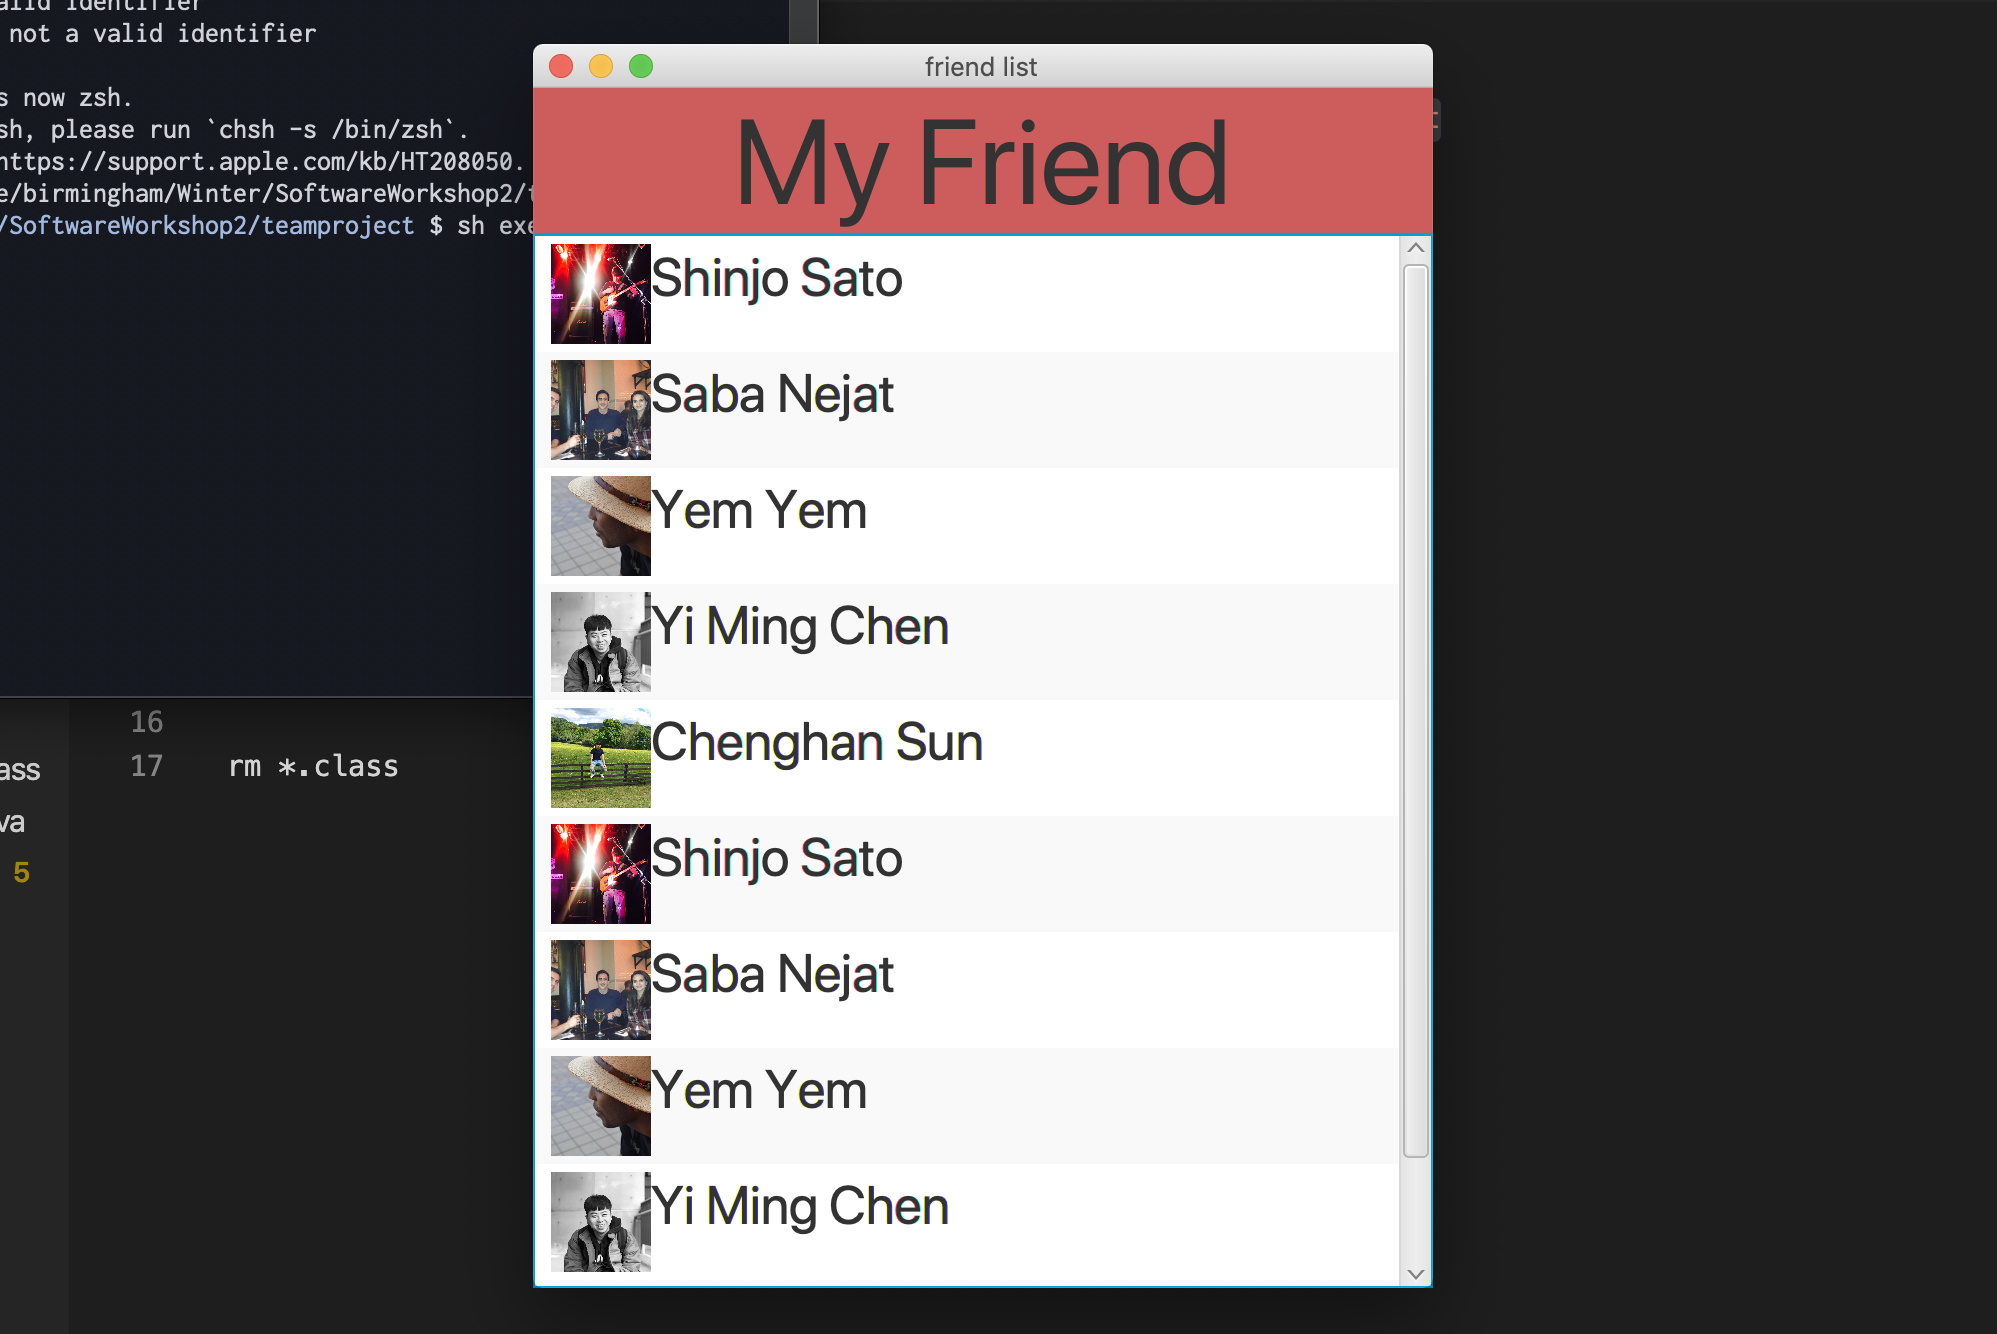 alid identifier
not a valid identifier
s now zsh.
sh, please run `chsh -s /bin/zsh`.
https://support.apple.com/kb/HT208050.
e/birmingham/Winter/SoftwareWorkshop2/
/SoftwareWorkshop2/teamproject $ sh exe
16
17 rm *.class
ass
va
5
friend list
My Friend
Shinjo Sato
Saba Nejat
Yem Yem
Yi Ming Chen
Chenghan Sun
Shinjo Sato
Saba Nejat
Yem Yem
Yi Ming Chen